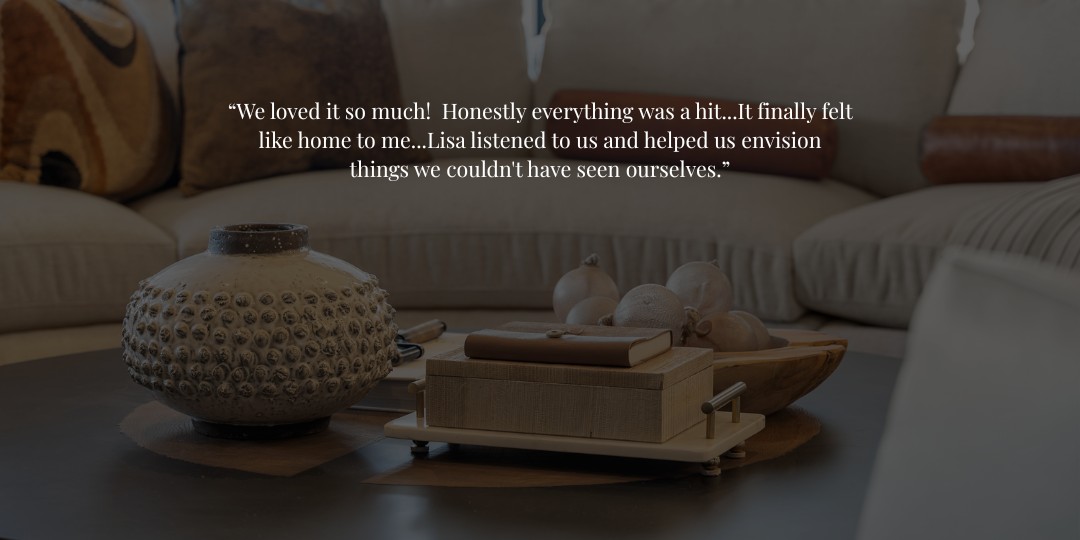 “We loved it so much!  Honestly everything was a hit...It finally felt
like home to me...Lisa listened to us and helped us envision
things we couldn't have seen ourselves.”